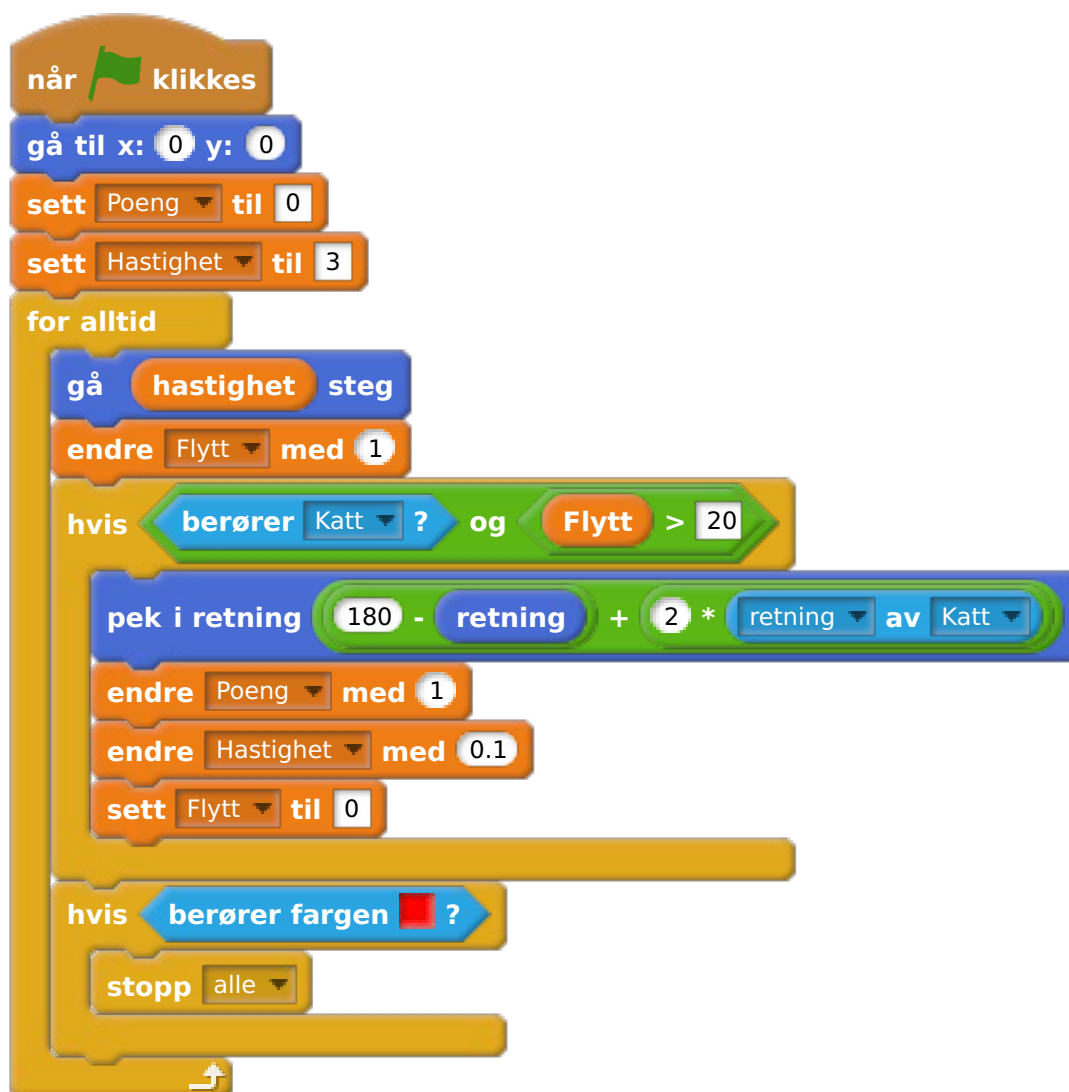 når klikkes
gå til x: 0 y: 0
sett Poeng til 0
sett Hastighet til 3
for alltid
gå hastighet steg
endre Flytt med 1
hvis berører Katt ? og Flytt > 20
pek i retning 180 - retning + 2 * retning av Katt
endre Poeng med 1
endre Hastighet med 0.1
sett Flytt til 0
hvis berører fargen ?
stopp alle